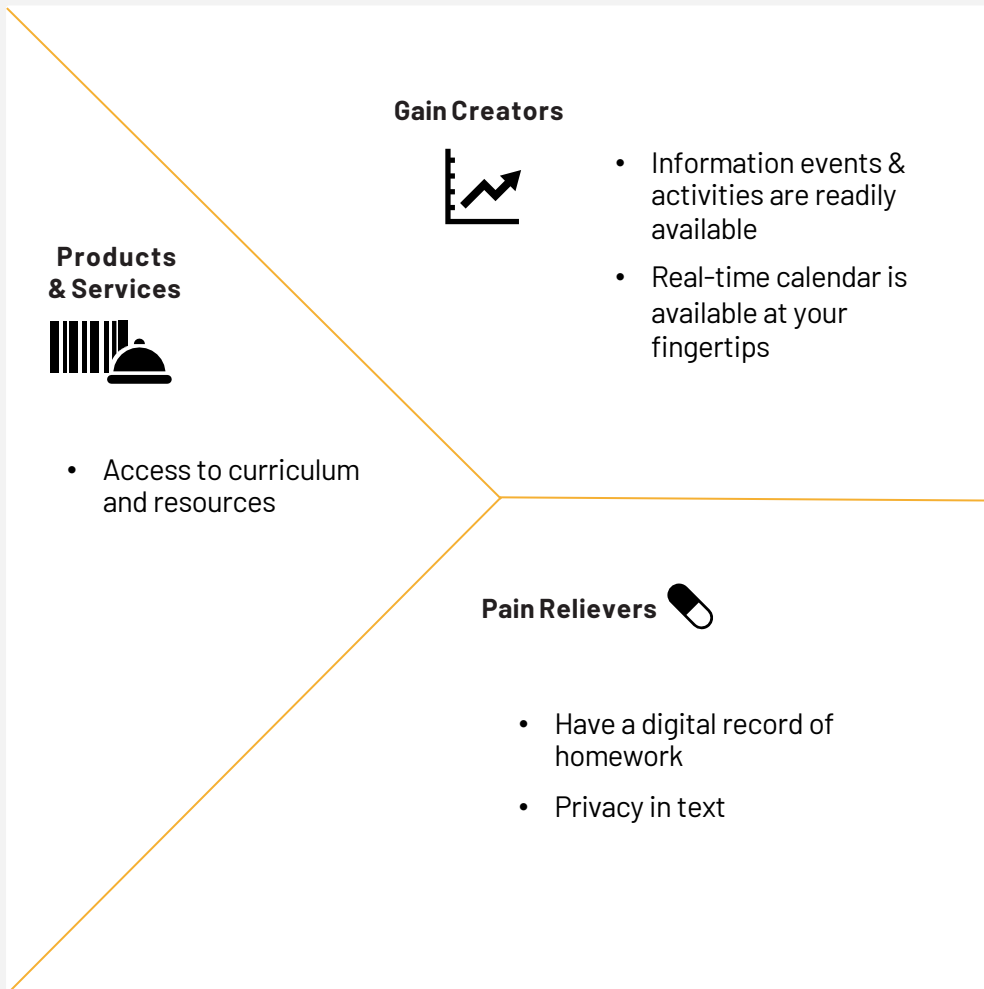 Gain Creators
• Information events &
activities are readily
available
• Real-time calendar is
available at your
fingertips
Products
& Services
• Access to curriculum
and resources
Pain Relievers
• Have a digital record of
homework
• Privacy in text